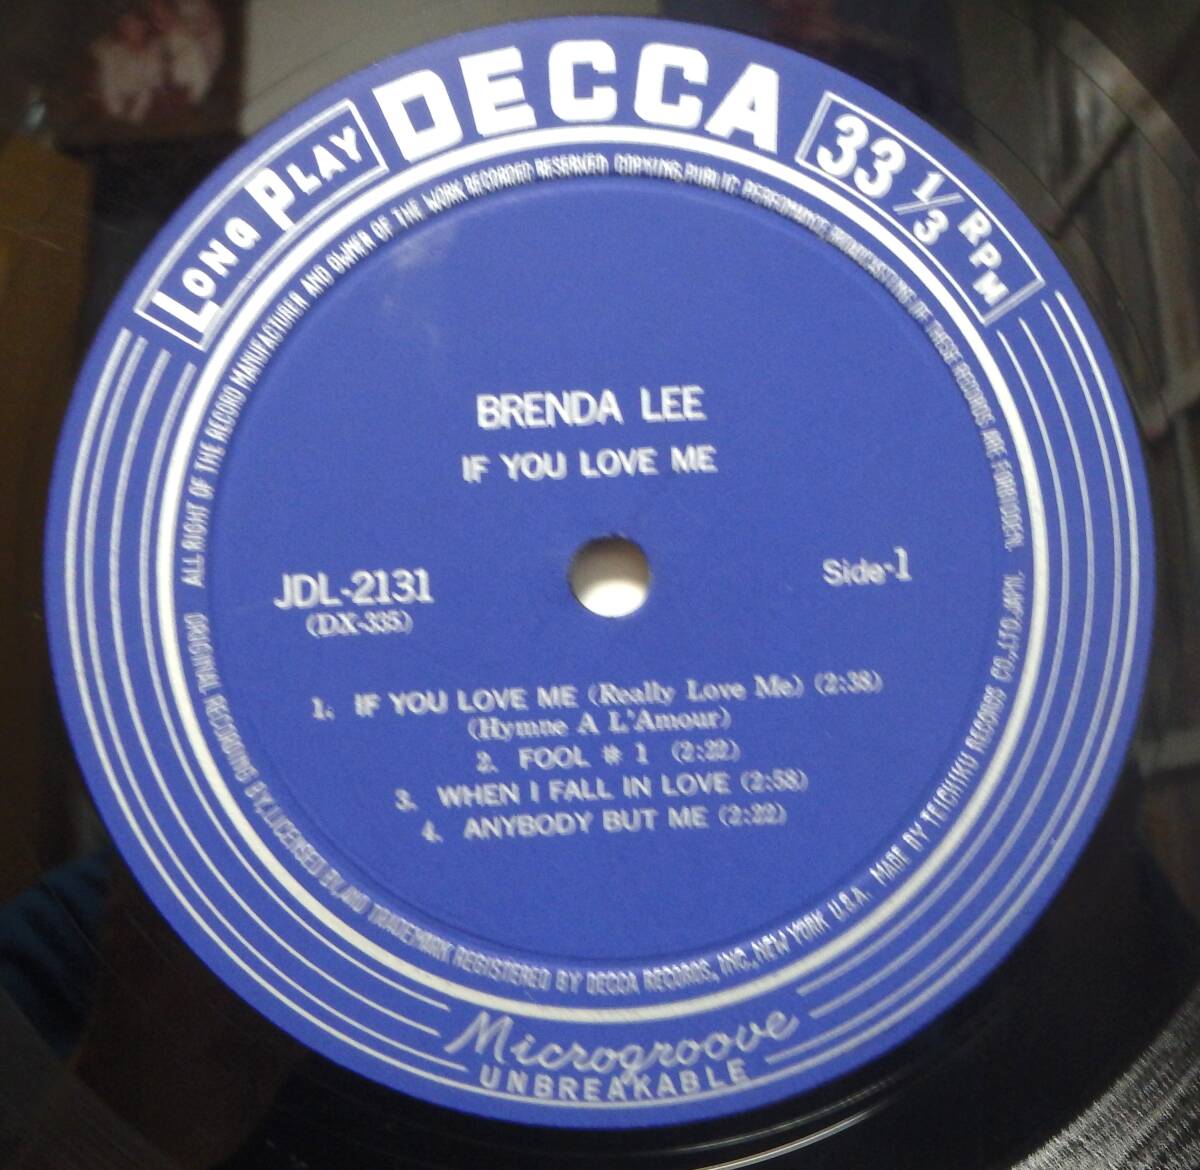 LONG PLAY
DECCA
33 1/3 RPM
ALL RIGHT OF THE RECORD MANUFACTURER AND OWNER OF THE WORK RECORDED RESERVED COPYING, PUBLIC PERFOMANCE, BROADCASTING OF THESE RECORDS ARE FORBIDDEN.
BRENDA LEE
IF YOU LOVE ME
JDL-2131
(DX-335)
Side-1
1. IF YOU LOVE ME (Really Love Me) (2:38)
(Hymne A L'Amour)
2. FOOL # 1 (2:22)
3. WHEN I FALL IN LOVE (2:58)
4. ANYBODY BUT ME (2:22)
ORIGINAL RECORDING BY, LICENSED BY, AND TRADEMARK REGISTERED BY DECCA RECORDS, INC., NEW YORK U.S.A. MADE BY TEICHIKU RECORDS CO., LTD. JAPAN.
Microgroove
UNBREAKABLE